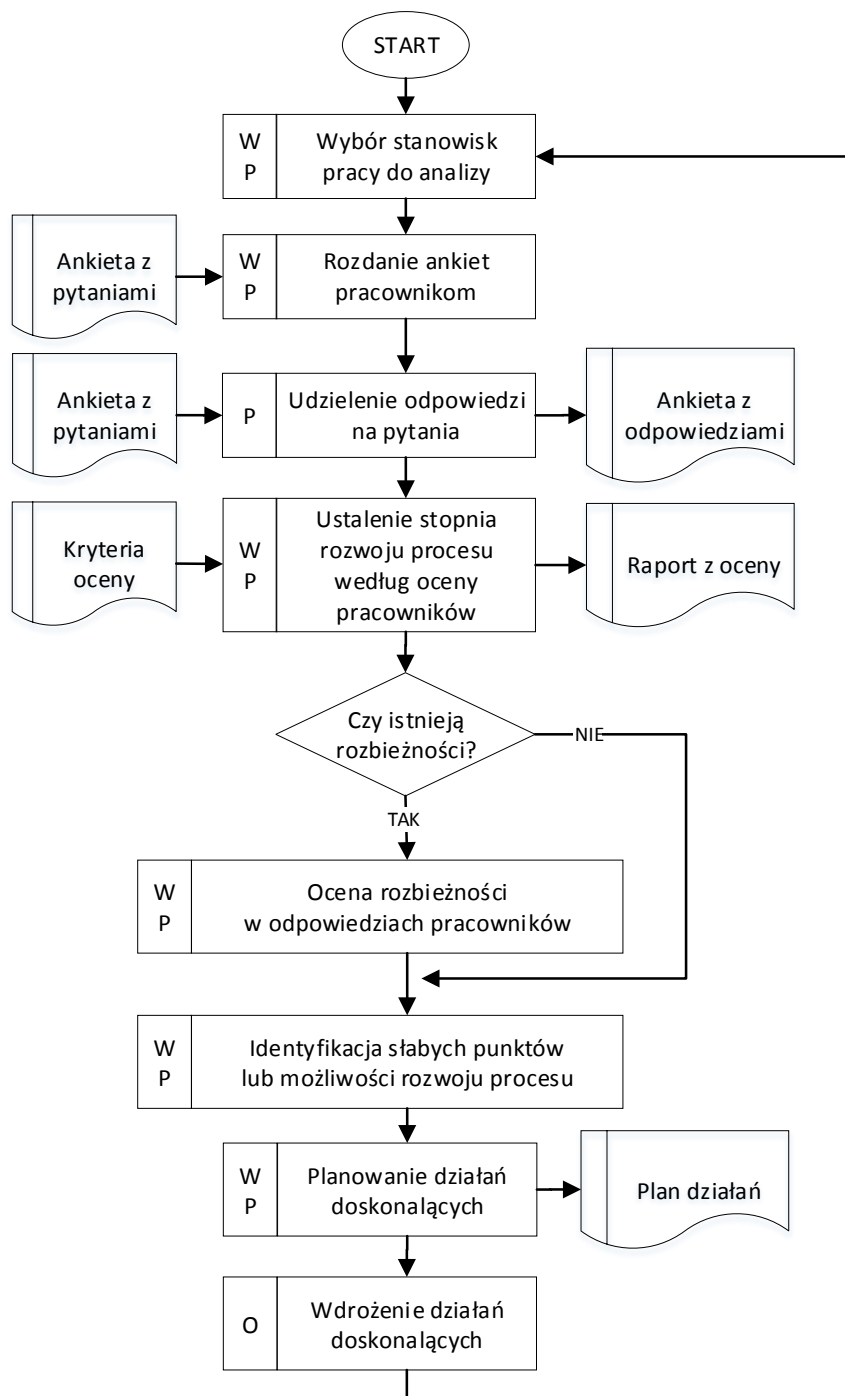 START
W
P
Wybór stanowisk
pracy do analizy
Ankieta z
pytaniami
W
P
Rozdanie ankiet
pracownikom
Ankieta z
pytaniami
P
Udzielenie odpowiedzi
na pytania
Ankieta z
odpowiedziami
Kryteria
oceny
W
P
Ustalenie stopnia
rozwoju procesu
według oceny
pracowników
Raport z oceny
Czy istnieją
rozbieżności?
NIE
TAK
W
P
Ocena rozbieżności
w odpowiedziach pracowników
W
P
Identyfikacja słabych punktów
lub możliwości rozwoju procesu
W
P
Planowanie działań
doskonalących
Plan działań
O
Wdrożenie działań
doskonalących